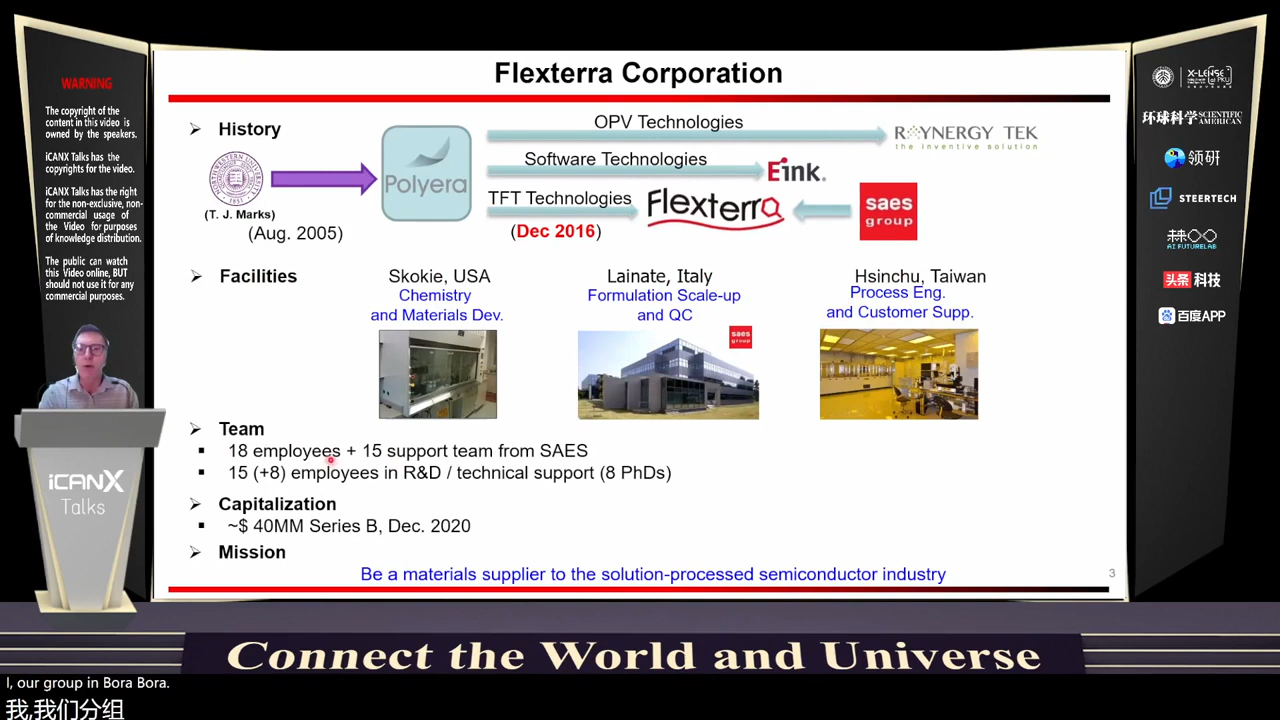 Flexterra Corporation
WARNING
The copyright of the
content in this video is
owned by the speakers.
iCANX Talks has the
copyrights for the video.
iCANX Talks has the right
for the non-exclusive, non-
commercial usage of
the Video for purposes
of knowledge distribution.
The public can watch
this Video online, BUT
should not use it for any
commercial purposes.
iCANX
Talks
➢ History
(T. J. Marks)
(Aug. 2005)
Polyera
OPV Technologies
Software Technologies
TFT Technologies
(Dec 2016)
RAYNERGY TEK
the inventive solution
Eink
Flexterra
saes
group
➢ Facilities
Skokie, USA
Chemistry
and Materials Dev.
Lainate, Italy
Formulation Scale-up
and QC
saes
group
Hsinchu, Taiwan
Process Eng.
and Customer Supp.
➢ Team
▪ 18 employees + 15 support team from SAES
▪ 15 (+8) employees in R&D / technical support (8 PhDs)
➢ Capitalization
▪ ~$ 40MM Series B, Dec. 2020
➢ Mission
Be a materials supplier to the solution-processed semiconductor industry
3
X-LENSE
环球科学 SCIENTIFIC AMERICAN
领研
STEERTECH
AI FUTURELAB
头条 科技
百度APP
Connect the World and Universe
I, our group in Bora Bora.
我,我们分组